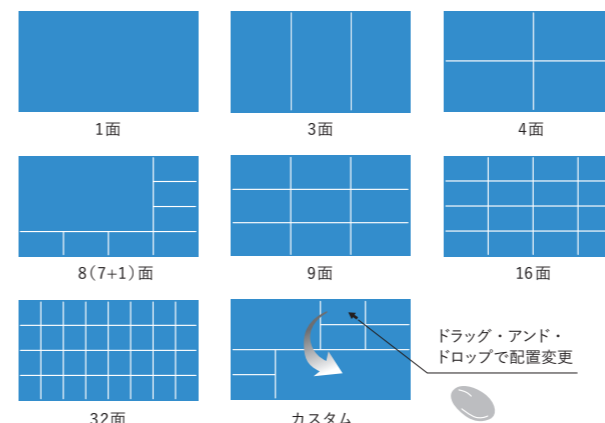 1面
3面
4面
8(7+1)面
9面
16面
ドラッグ・アンド・
ドロップで配置変更
32面
カスタム